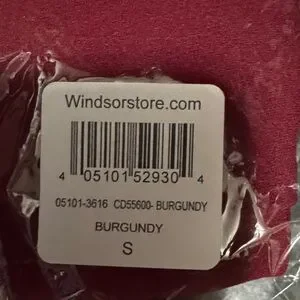 Windsorstore.com
4 05101 52930 4
05101-3616 CD55600- BURGUNDY
BURGUNDY
S